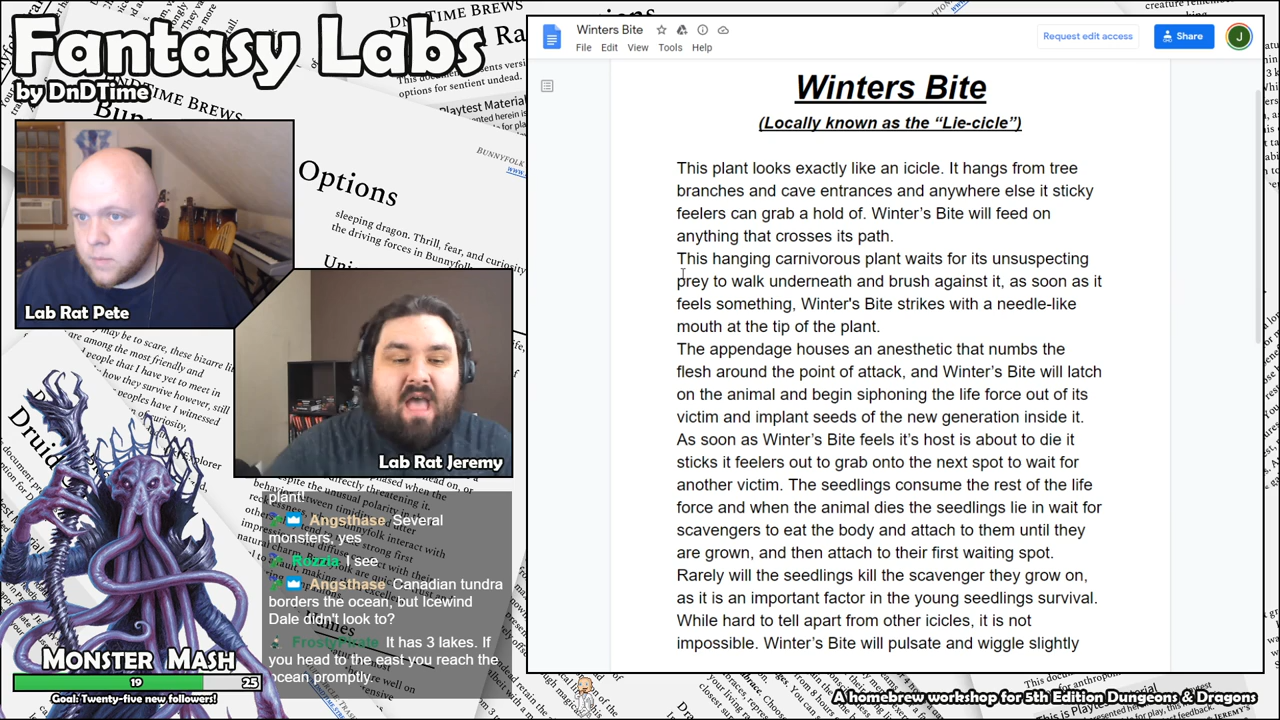 Fantasy Labs
by DnDTime
Lab Rat Pete
Lab Rat Jeremy
Options
sleeping dragon. Thrill, fear, and curiosity
plant!
Angsthase Several
monsters, yes
Rozzia I see
Angsthase Canadian tundra
borders the ocean, but Icewind
Dale didn't look to?
FrostyPirate It has 3 lakes. If
you head to the east you reach the
ocean promptly.
MONSTER MASH
19
25
Goal: Twenty-five new followers!
Winters Bite
File Edit View Tools Help
Request edit access
Share
J
Winters Bite
(Locally known as the “Lie-cicle”)
This plant looks exactly like an icicle. It hangs from tree
branches and cave entrances and anywhere else it sticky
feelers can grab a hold of. Winter’s Bite will feed on
anything that crosses its path.
This hanging carnivorous plant waits for its unsuspecting
prey to walk underneath and brush against it, as soon as it
feels something, Winter's Bite strikes with a needle-like
mouth at the tip of the plant.
The appendage houses an anesthetic that numbs the
flesh around the point of attack, and Winter’s Bite will latch
on the animal and begin siphoning the life force out of its
victim and implant seeds of the new generation inside it.
As soon as Winter’s Bite feels it’s host is about to die it
sticks it feelers out to grab onto the next spot to wait for
another victim. The seedlings consume the rest of the life
force and when the animal dies the seedlings lie in wait for
scavengers to eat the body and attach to them until they
are grown, and then attach to their first waiting spot.
Rarely will the seedlings kill the scavenger they grow on,
as it is an important factor in the young seedlings survival.
While hard to tell apart from other icicles, it is not
impossible. Winter’s Bite will pulsate and wiggle slightly
A homebrew workshop for 5th Edition Dungeons & Dragons